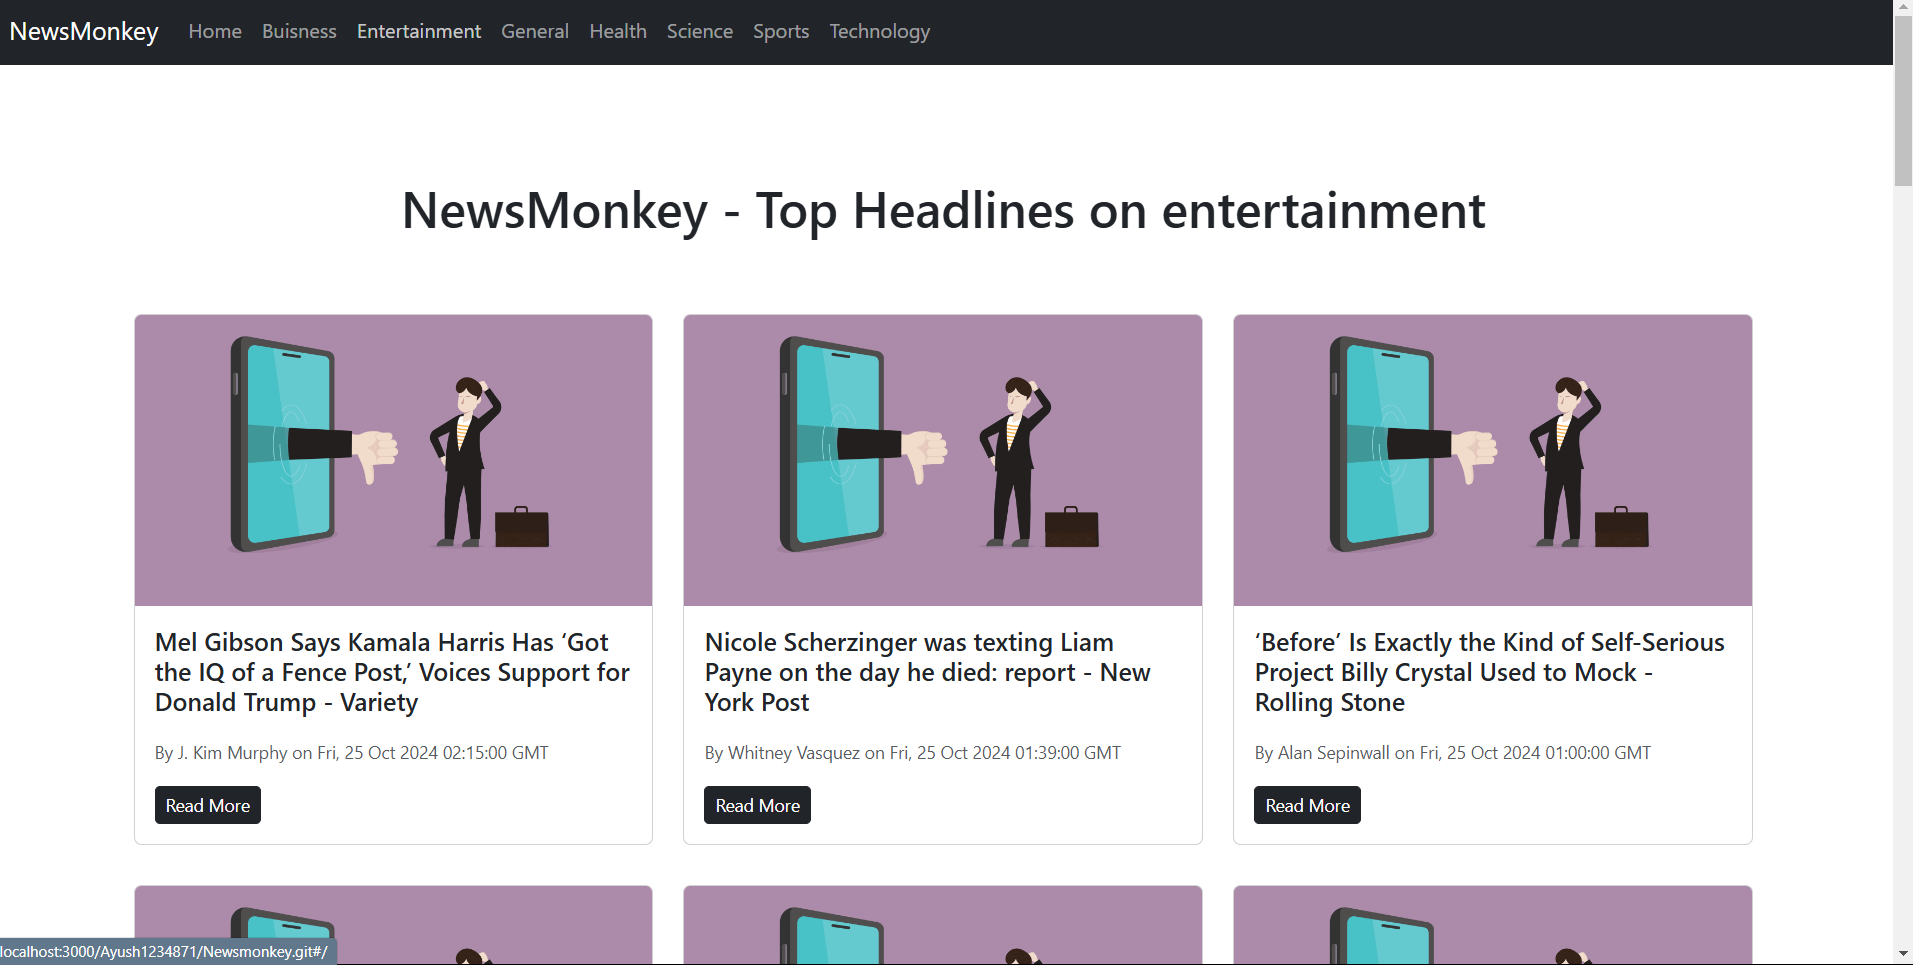 NewsMonkey Home Buisness Entertainment General Health Science Sports Technology
NewsMonkey - Top Headlines on entertainment
Mel Gibson Says Kamala Harris Has ‘Got
the IQ of a Fence Post,’ Voices Support for
Donald Trump - Variety
By J. Kim Murphy on Fri, 25 Oct 2024 02:15:00 GMT
Read More
Nicole Scherzinger was texting Liam
Payne on the day he died: report - New
York Post
By Whitney Vasquez on Fri, 25 Oct 2024 01:39:00 GMT
Read More
‘Before’ Is Exactly the Kind of Self-Serious
Project Billy Crystal Used to Mock -
Rolling Stone
By Alan Sepinwall on Fri, 25 Oct 2024 01:00:00 GMT
Read More
localhost:3000/Ayush1234871/Newsmonkey.git#/